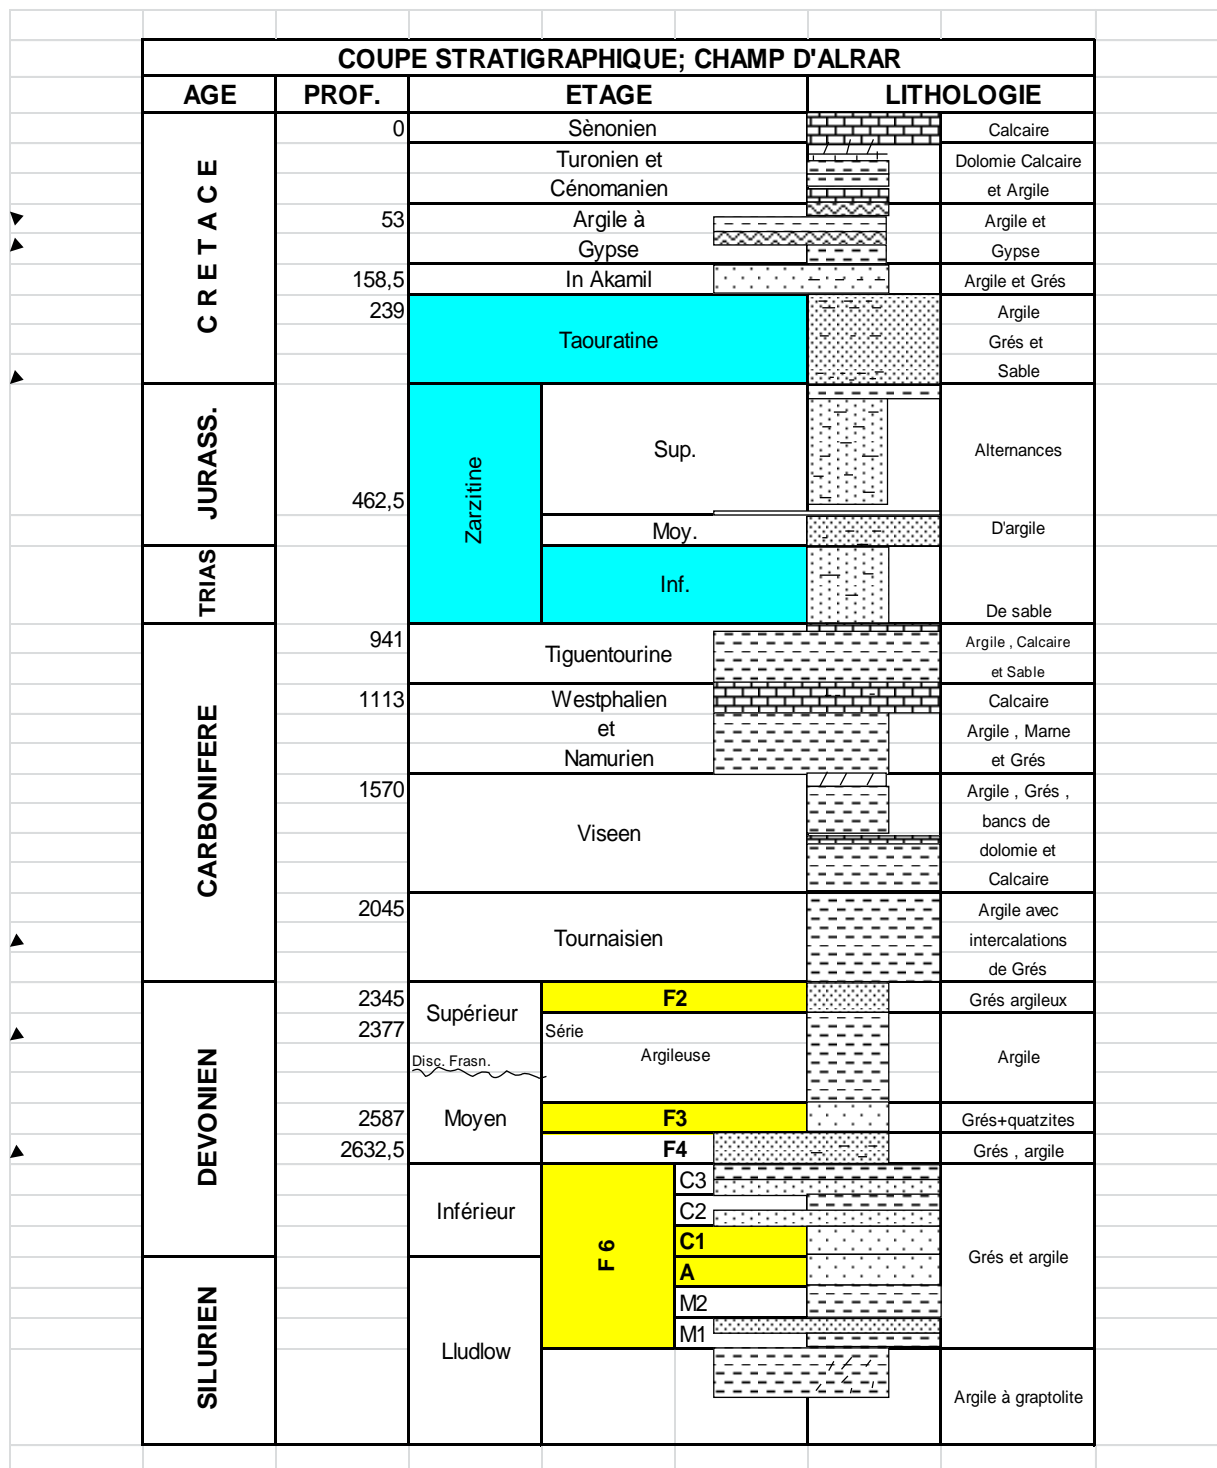 COUPE STRATIGRAPHIQUE; CHAMP D'ALRAR
AGE PROF. ETAGE LITHOLOGIE
CRETACE
0 Sènonien Calcaire
Turonien et Dolomie Calcaire
Cénomanien et Argile
53 Argile à Argile et
Gypse Gypse
158,5 In Akamil Argile et Grés
239 Argile
Taouratine Grés et
Sable
JURASS.
Zarzitine
Sup. Alternances
462,5
Moy. D'argile
TRIAS
Inf.
De sable
CARBONIFERE
941 Tiguentourine Argile , Calcaire
et Sable
1113 Westphalien Calcaire
et Argile , Marne
Namurien et Grés
1570 Argile , Grés ,
Viseen bancs de
dolomie et
Calcaire
2045 Argile avec
Tournaisien intercalations
de Grés
DEVONIEN
2345 Supérieur F2 Grés argileux
2377 Série
Argileuse Argile
Disc. Frasn.
2587 Moyen F3 Grés+quatzites
2632,5 F4 Grés , argile
Inférieur
F 6
C3
C2
C1
Grés et argile
A
SILURIEN
M2
M1
Lludlow
Argile à graptolite